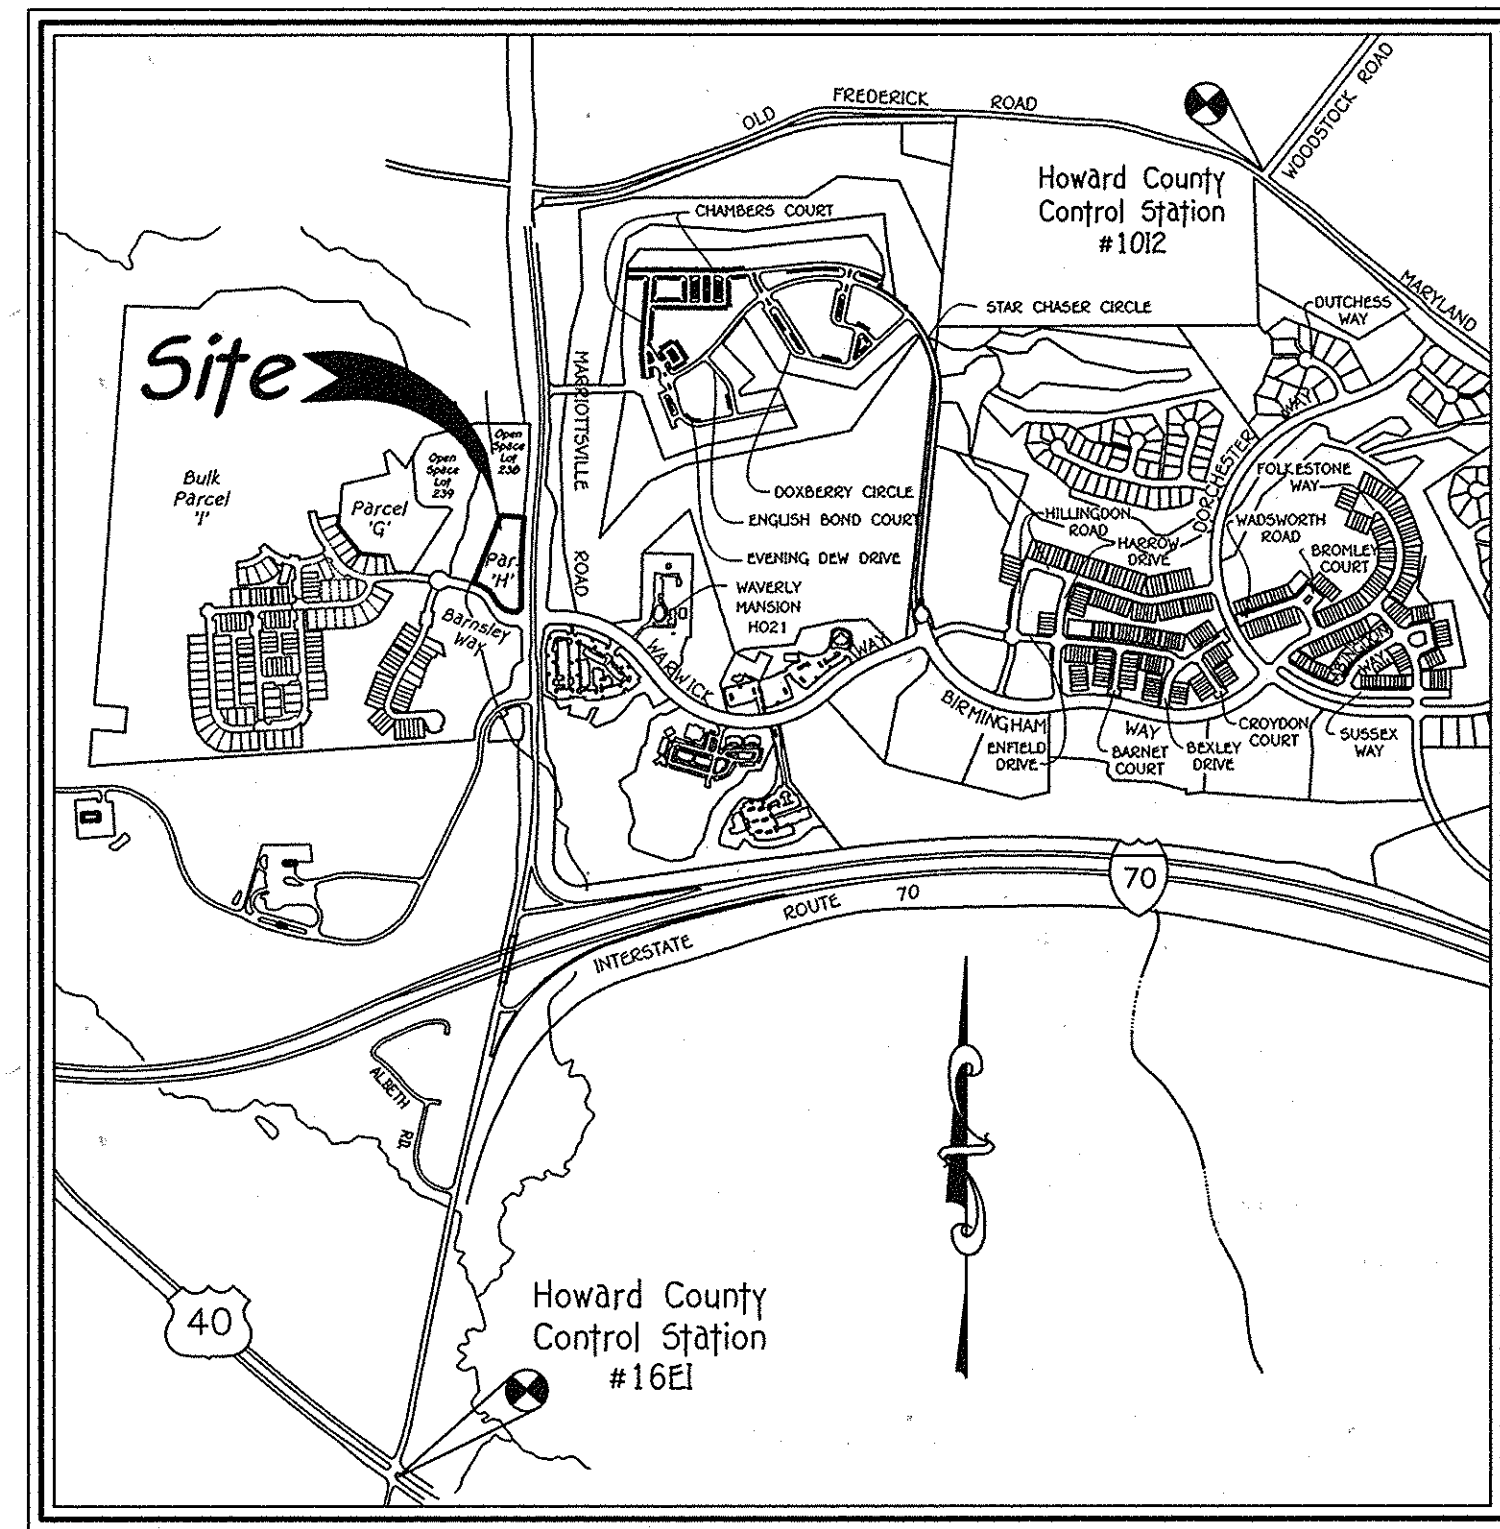 OLD FREDERICK ROAD
WOODSTOCK ROAD
Howard County
Control Station
#10I2
CHAMBERS COURT
MARYLAND
DUTCHESS
WAY
STAR CHASER CIRCLE
Site
MARRIOTTSVILLE ROAD
Open
Space
Lot
238
Open
Space
Lot
239
Bulk
Parcel
'I'
Parcel
'G'
Par.
'H'
DORCHESTER WAY
FOLKESTONE
WAY
DOXBERRY CIRCLE
ENGLISH BOND COURT
EVENING DEW DRIVE
HILLINGDON
ROAD
HARROW
DRIVE
WADSWORTH
ROAD
BROMLEY
COURT
WAVERLY
MANSION
HO21
Barnsley
Way
WARWICK WAY
ABINGTON
WAY
BIRMINGHAM WAY
ENFIELD
DRIVE
BARNET
COURT
BEXLEY
DRIVE
CROYDON
COURT
SUSSEX
WAY
70
INTERSTATE ROUTE 70
ALBETH RD.
40
Howard County
Control Station
#16EI